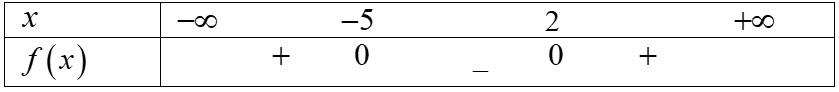 x −∞ −5 2 +∞
f(x) + 0 − 0 +